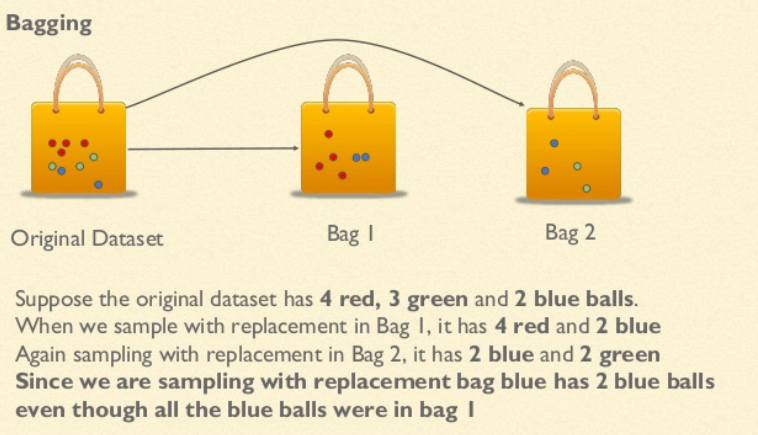 Bagging
Original Dataset
Bag 1
Bag 2
Suppose the original dataset has 4 red, 3 green and 2 blue balls.
When we sample with replacement in Bag 1, it has 4 red and 2 blue
Again sampling with replacement in Bag 2, it has 2 blue and 2 green
Since we are sampling with replacement bag blue has 2 blue balls
even though all the blue balls were in bag 1